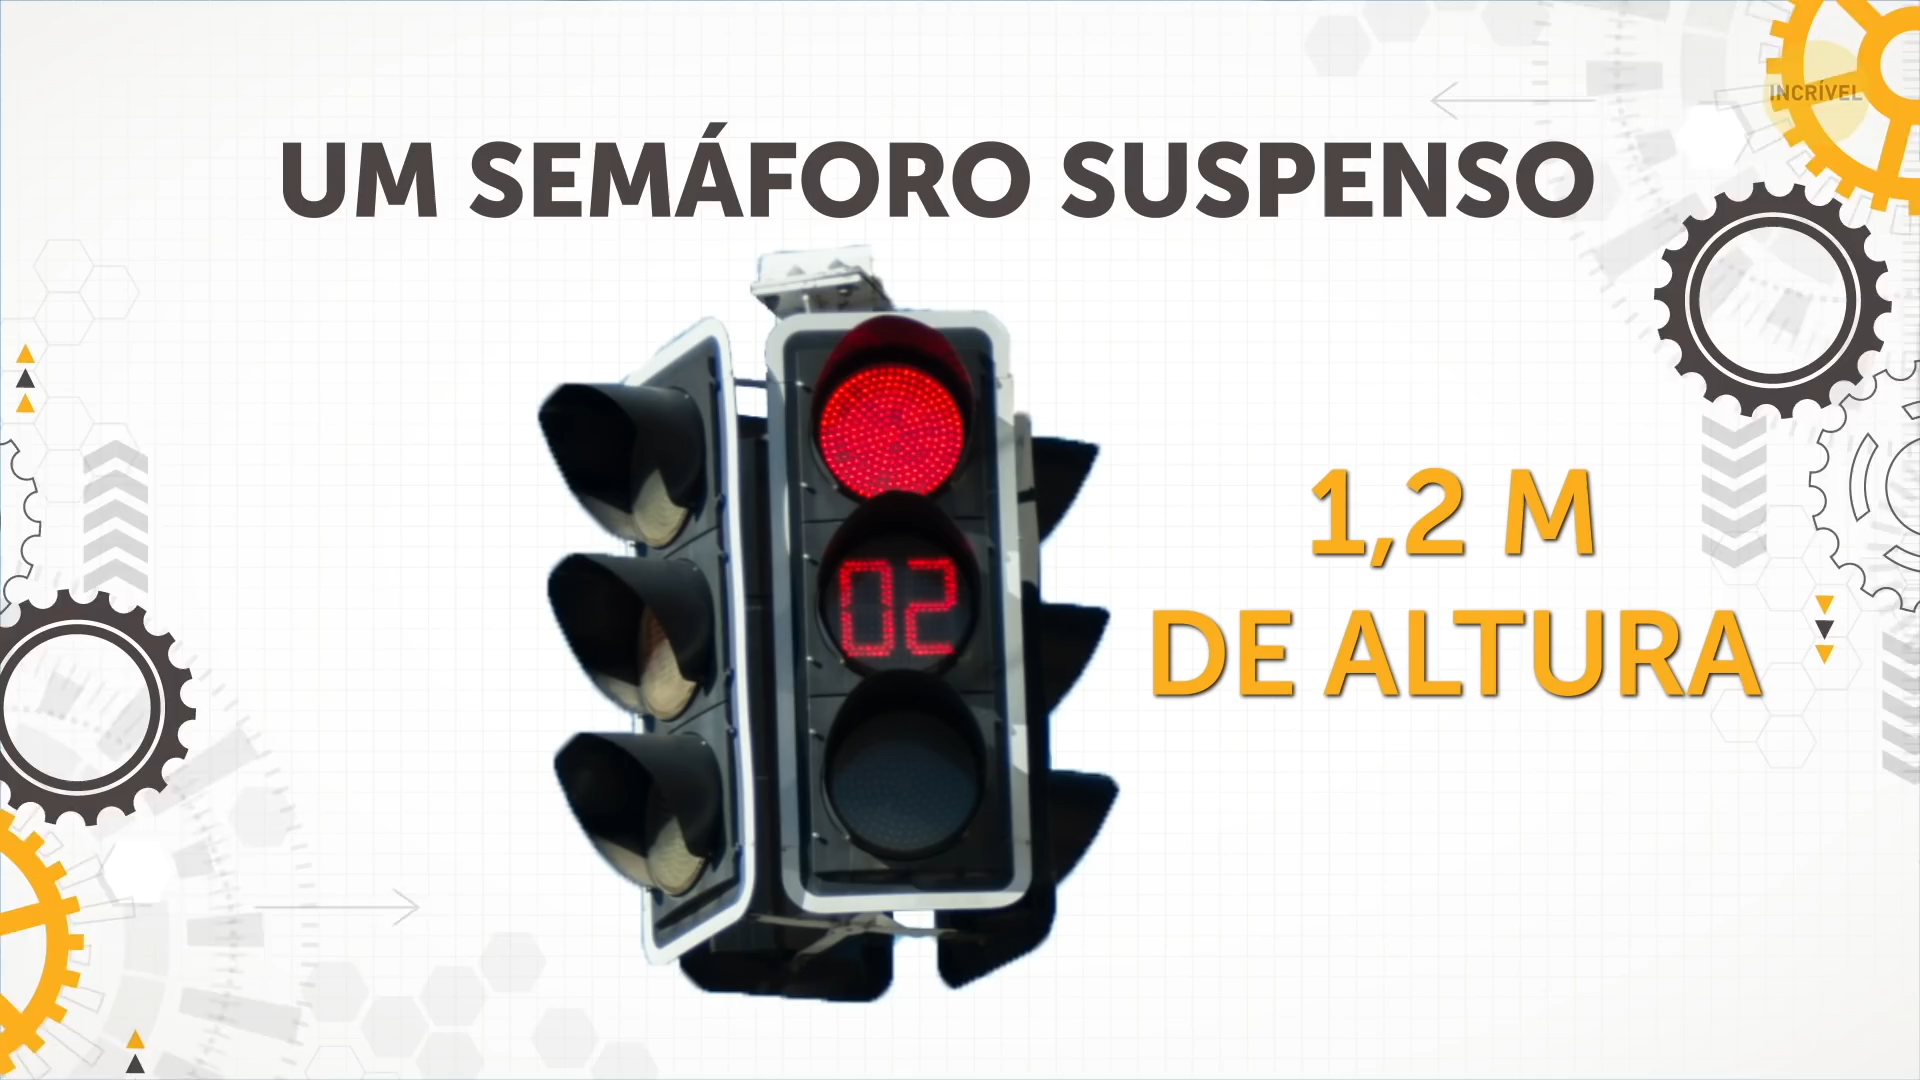 INCRÍVEL
UM SEMÁFORO SUSPENSO
1,2 M
DE ALTURA
02